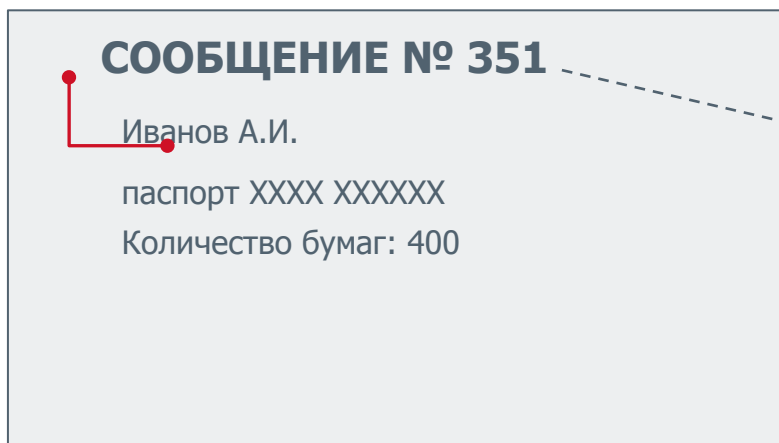 СООБЩЕНИЕ № 351
Иванов А.И.
паспорт XXXX XXXXXX
Количество бумаг: 400